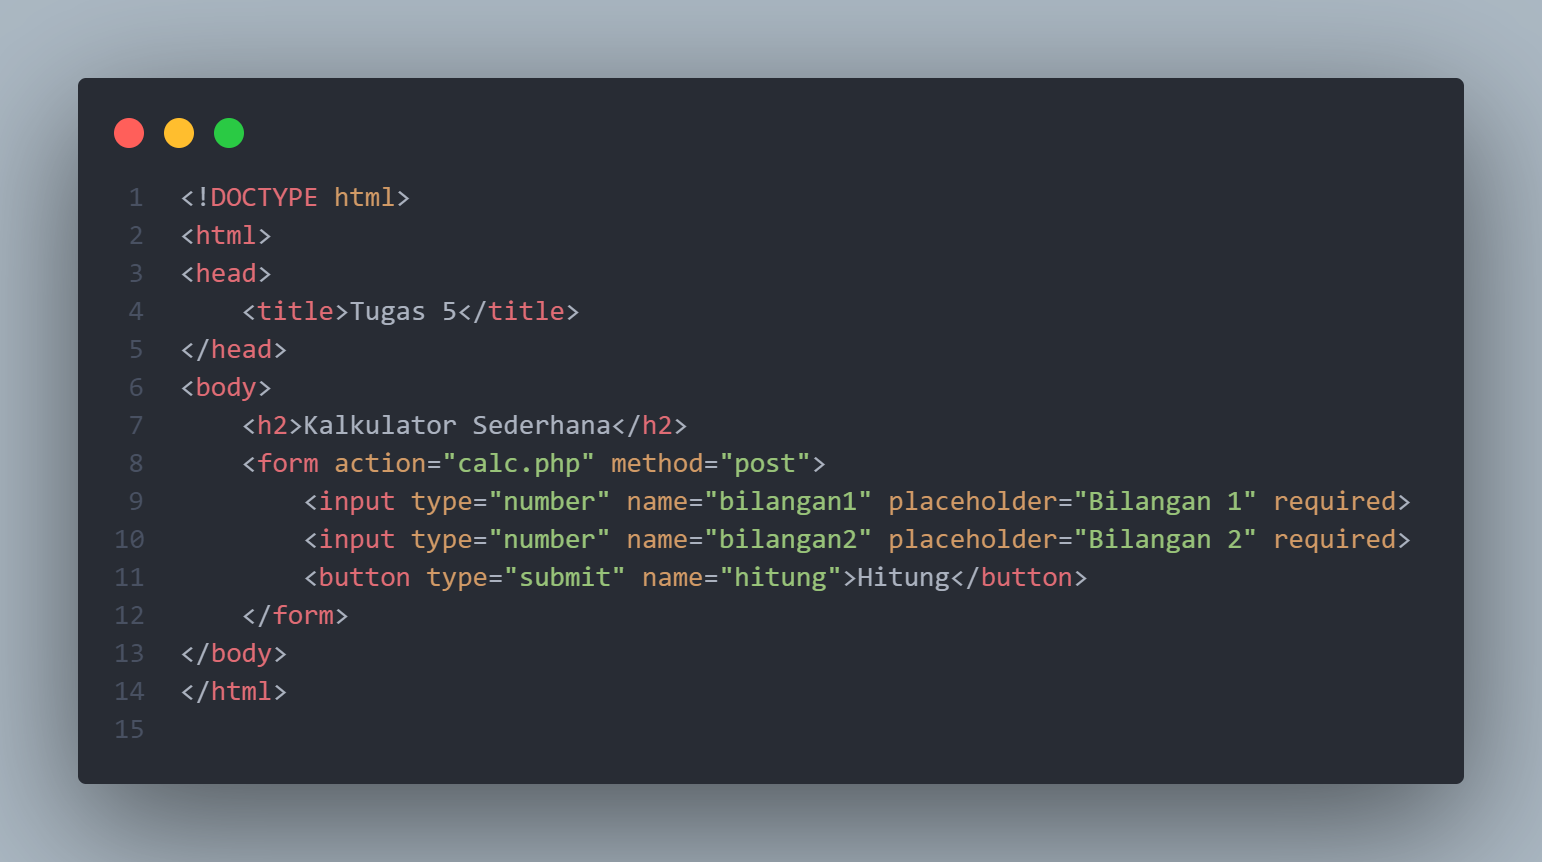 1 <!DOCTYPE html>
2 <html>
3 <head>
4     <title>Tugas 5</title>
5 </head>
6 <body>
7     <h2>Kalkulator Sederhana</h2>
8     <form action="calc.php" method="post">
9         <input type="number" name="bilangan1" placeholder="Bilangan 1" required>
10         <input type="number" name="bilangan2" placeholder="Bilangan 2" required>
11         <button type="submit" name="hitung">Hitung</button>
12     </form>
13 </body>
14 </html>
15